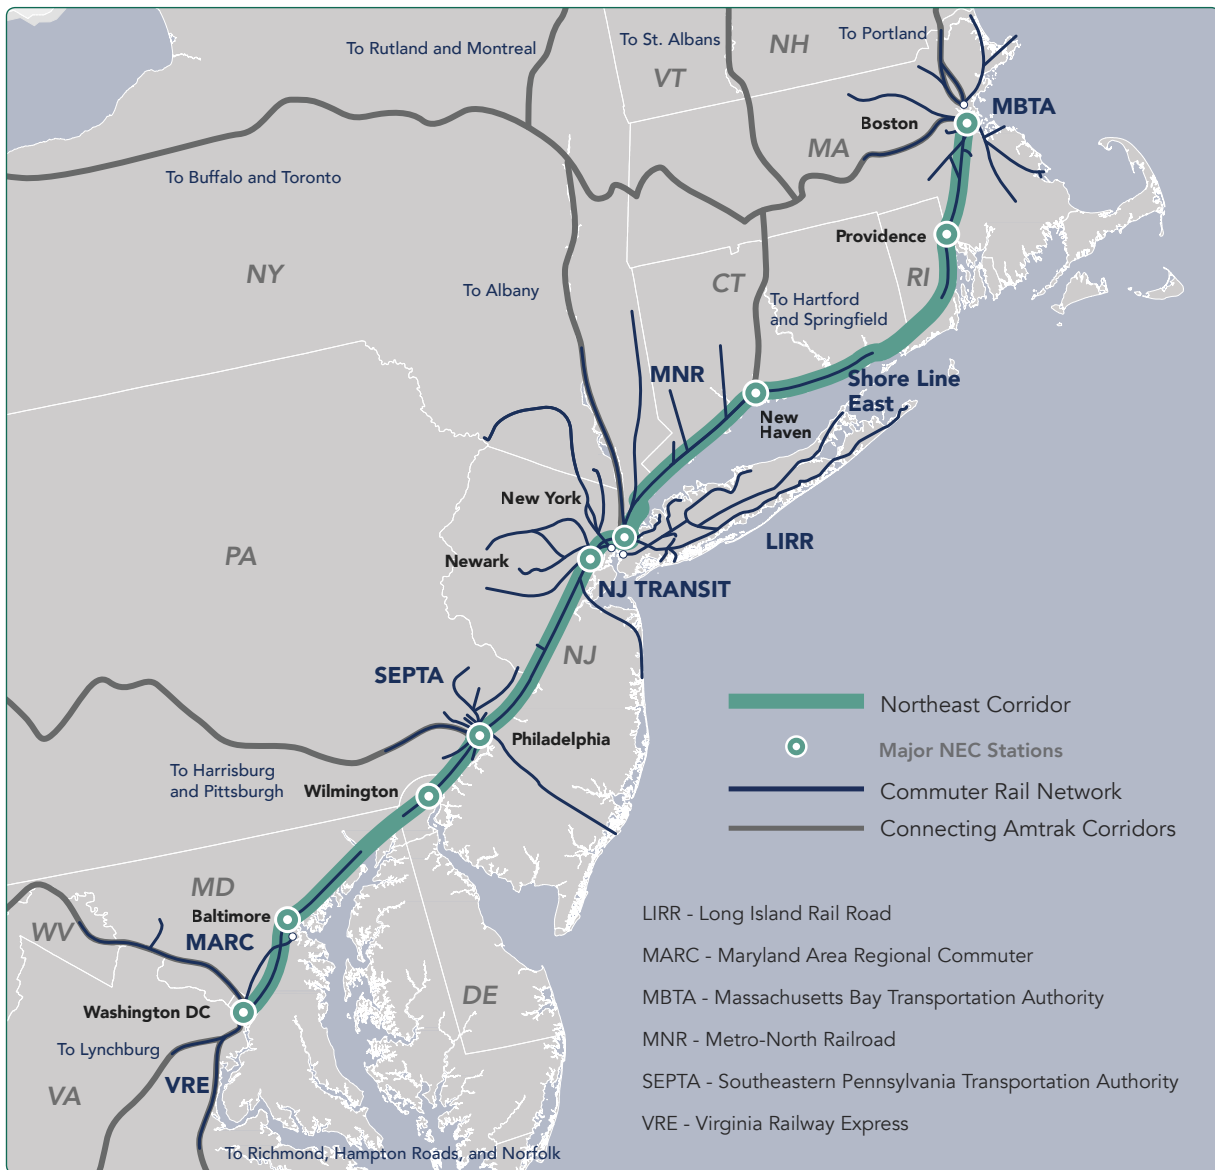 To Rutland and Montreal
To St. Albans
NH
To Portland
VT
MBTA
Boston
MA
To Buffalo and Toronto
Providence
NY
CT
RI
To Albany
To Hartford
and Springfield
MNR
Shore Line
East
New
Haven
New York
LIRR
PA
Newark
NJ TRANSIT
NJ
SEPTA
Philadelphia
To Harrisburg
and Pittsburgh
Wilmington
MD
Baltimore
WV
MARC
DE
Washington DC
To Lynchburg
VRE
VA
To Richmond, Hampton Roads, and Norfolk
Northeast Corridor
Major NEC Stations
Commuter Rail Network
Connecting Amtrak Corridors
LIRR - Long Island Rail Road
MARC - Maryland Area Regional Commuter
MBTA - Massachusetts Bay Transportation Authority
MNR - Metro-North Railroad
SEPTA - Southeastern Pennsylvania Transportation Authority
VRE - Virginia Railway Express